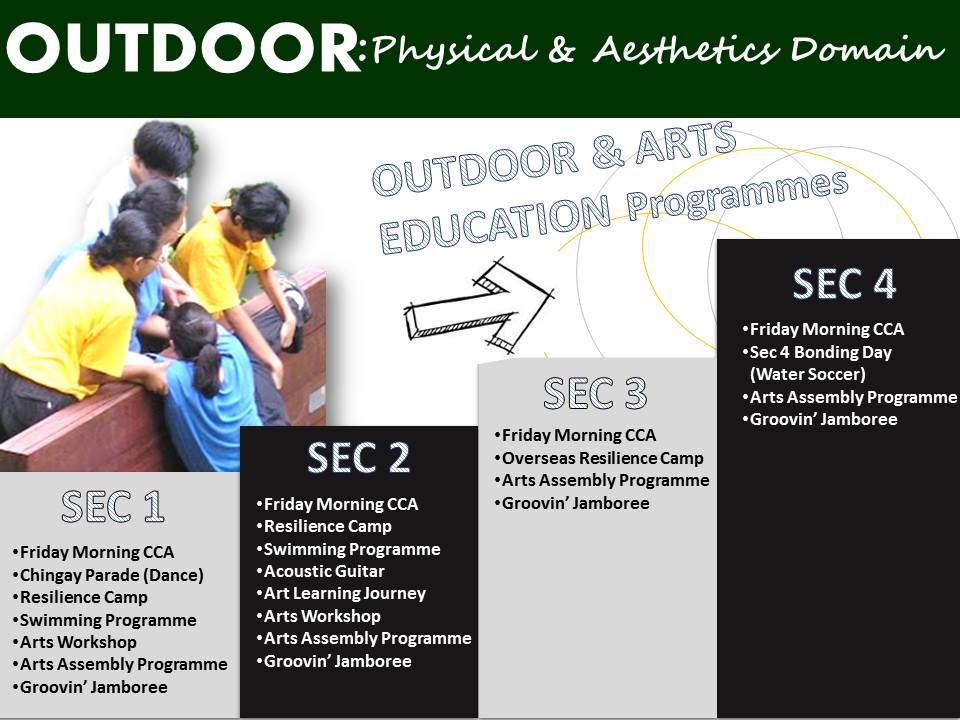 OUTDOOR:Physical & Aesthetics Domain
OUTDOOR & ARTS
EDUCATION Programmes
SEC 1
•Friday Morning CCA
•Chingay Parade (Dance)
•Resilience Camp
•Swimming Programme
•Arts Workshop
•Arts Assembly Programme
•Groovin’ Jamboree
SEC 2
•Friday Morning CCA
•Resilience Camp
•Swimming Programme
•Acoustic Guitar
•Art Learning Journey
•Arts Workshop
•Arts Assembly Programme
•Groovin’ Jamboree
SEC 3
•Friday Morning CCA
•Overseas Resilience Camp
•Arts Assembly Programme
•Groovin’ Jamboree
SEC 4
•Friday Morning CCA
•Sec 4 Bonding Day
(Water Soccer)
•Arts Assembly Programme
•Groovin’ Jamboree